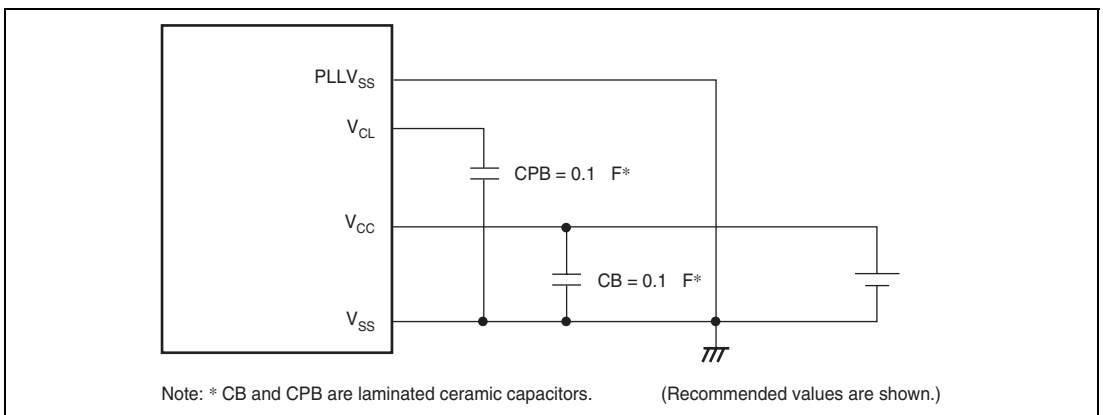 PLLVSS
VCL
CPB = 0.1 F*
VCC
CB = 0.1 F*
VSS
Note: * CB and CPB are laminated ceramic capacitors. (Recommended values are shown.)